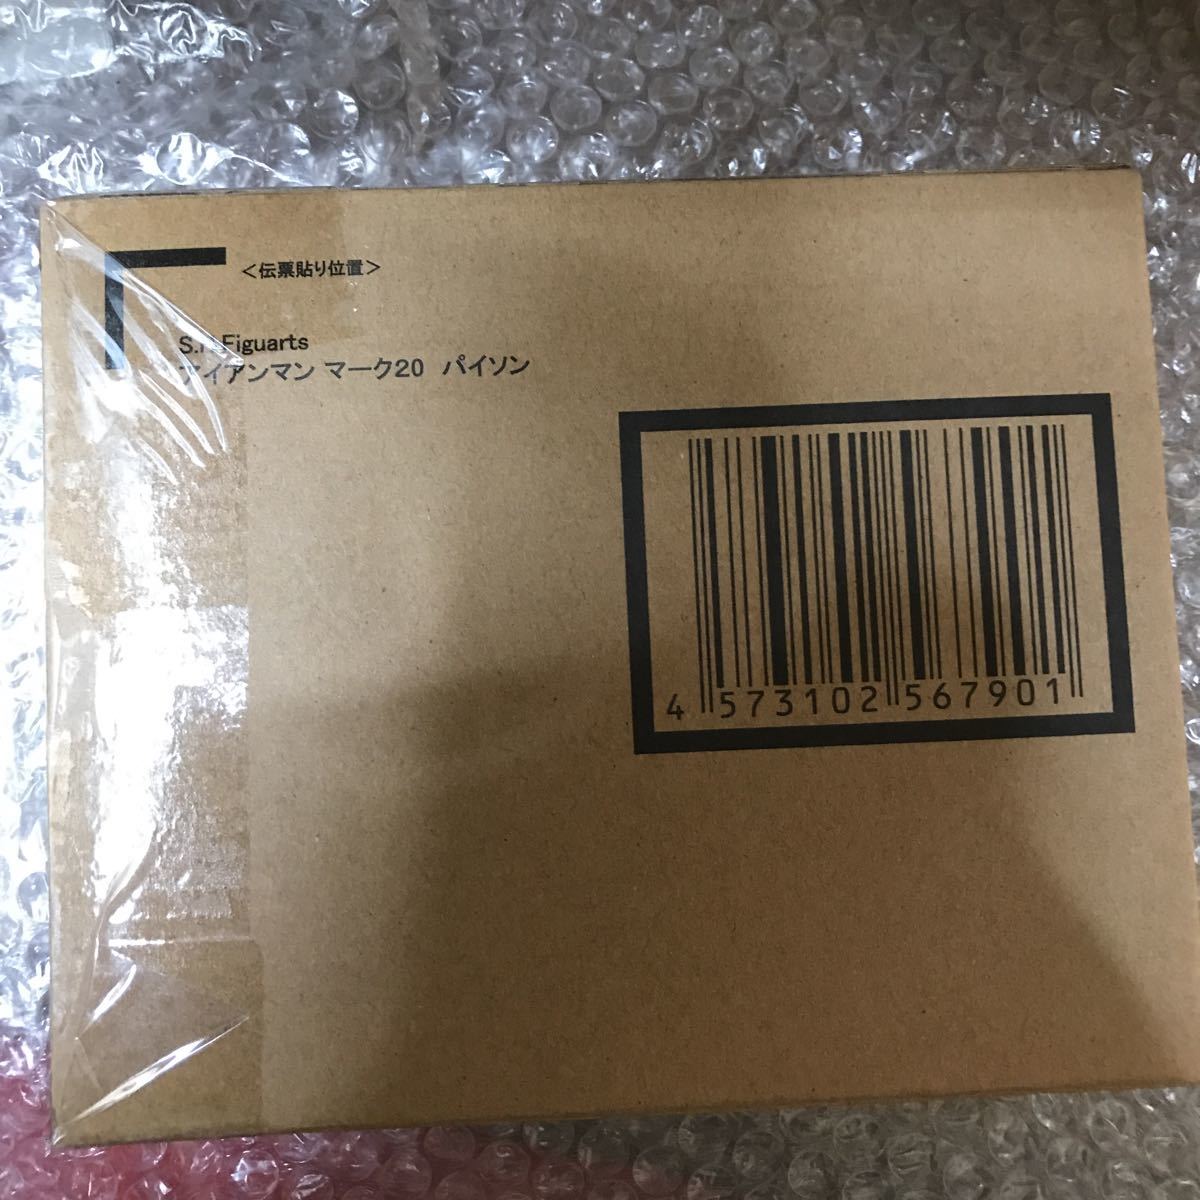 ＜伝票貼り位置＞
S.H.Figuarts
アイアンマン マーク20　パイソン
4 573102 567901